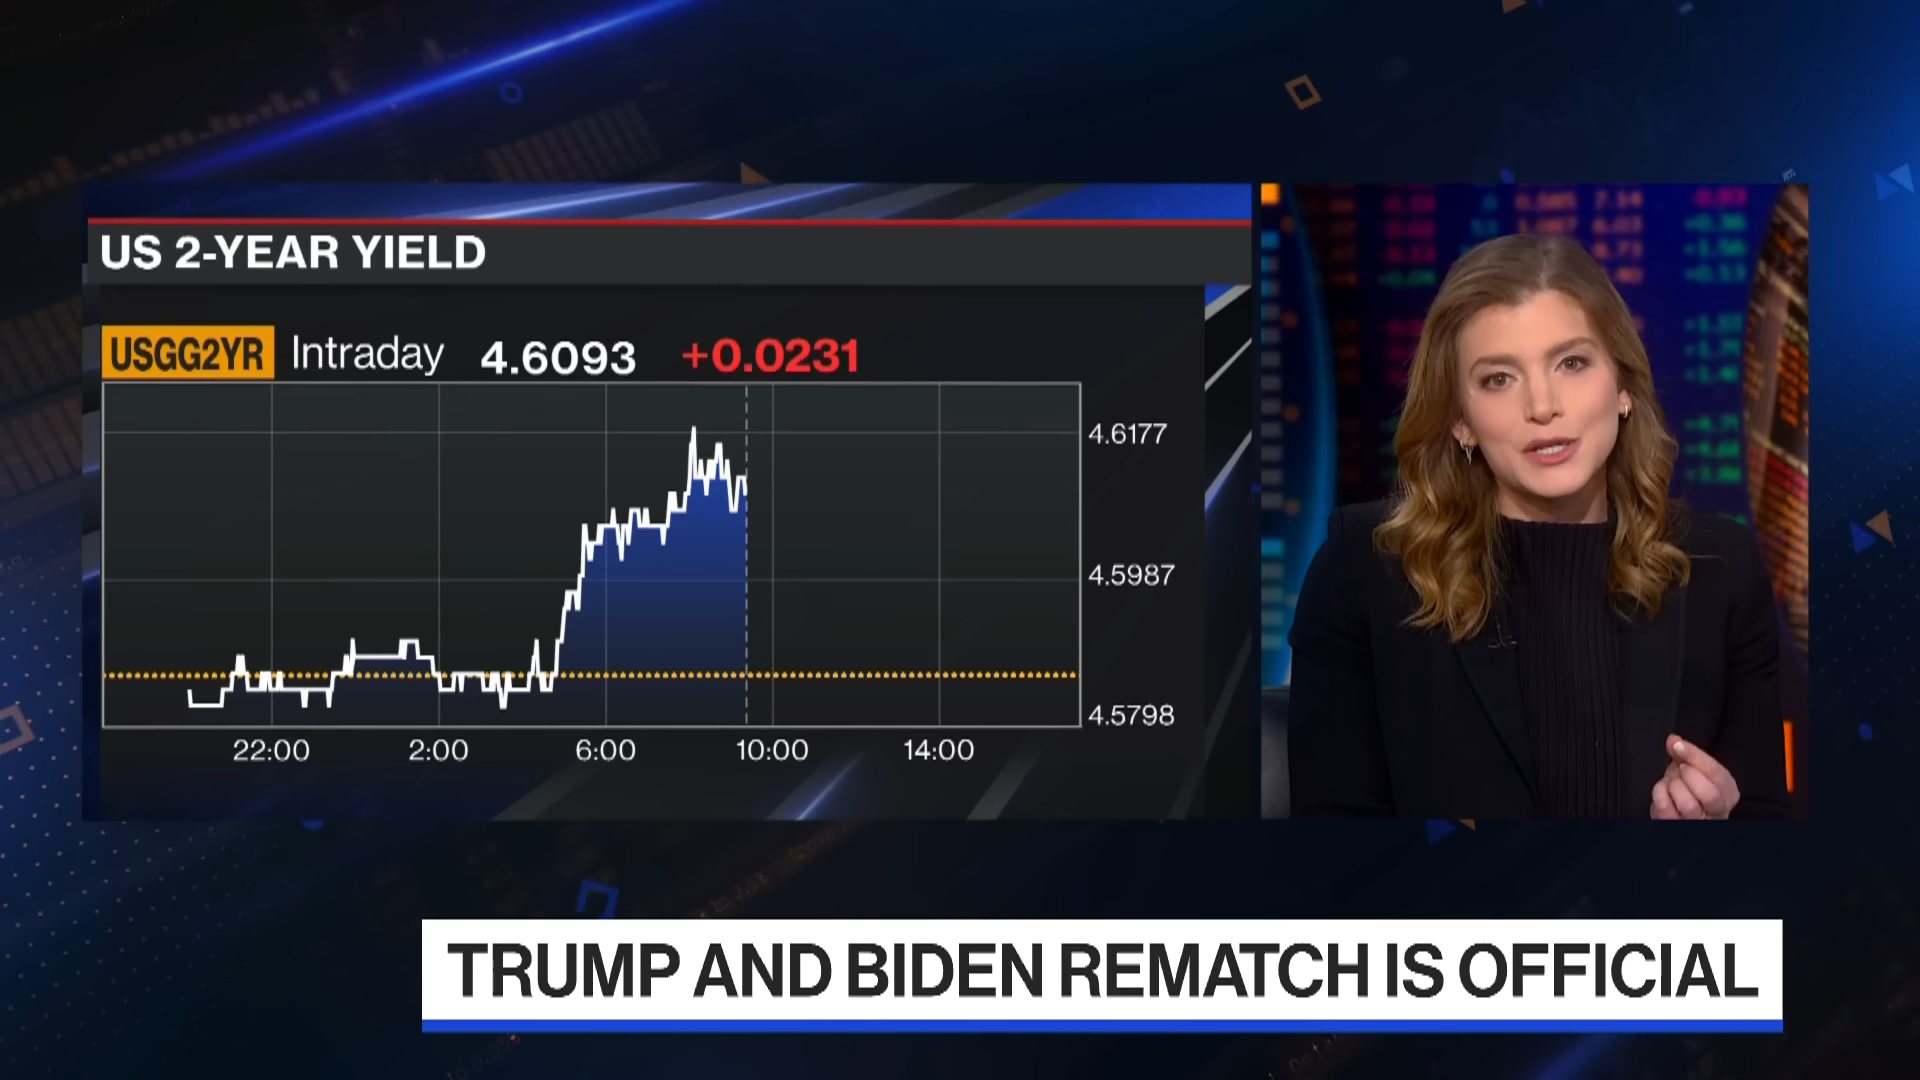 US 2-YEAR YIELD
USGG2YR Intraday 4.6093 +0.0231
4.6177
4.5987
4.5798
22:00 2:00 6:00 10:00 14:00
TRUMP AND BIDEN REMATCH IS OFFICIAL